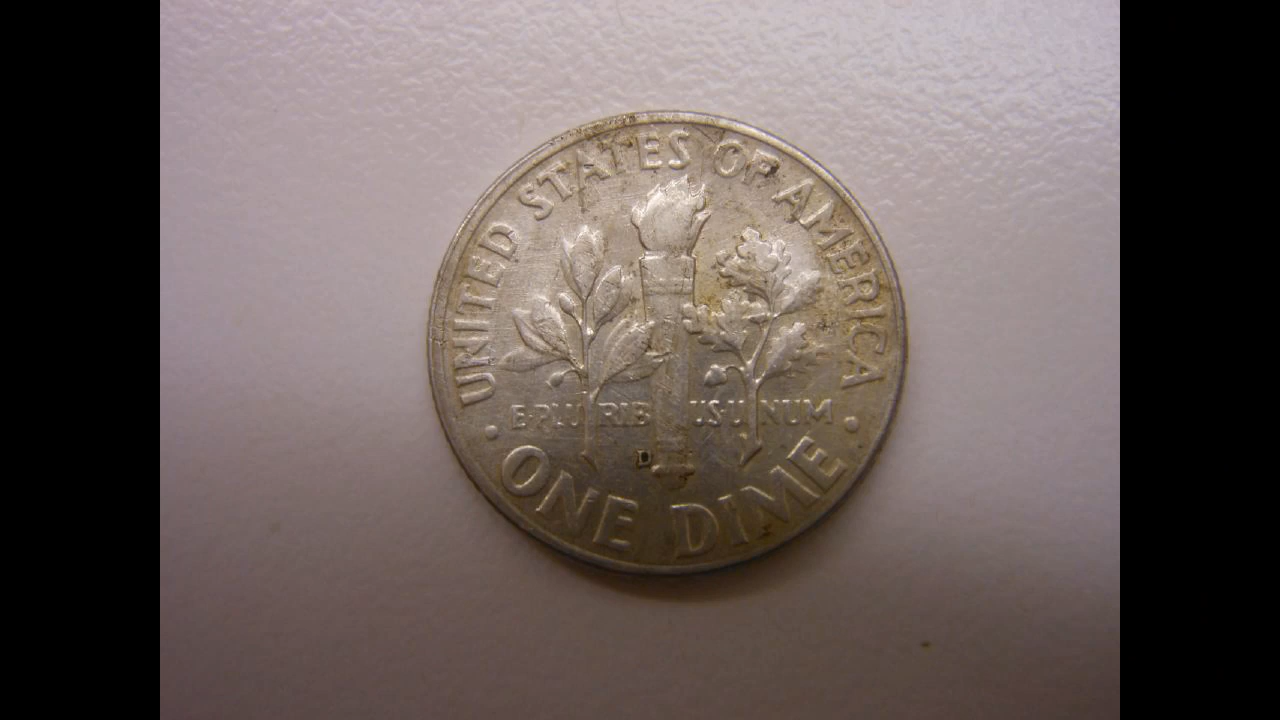 UNITED STATES OF AMERICA
E·PLURIBUS·UNUM
D
· ONE DIME ·